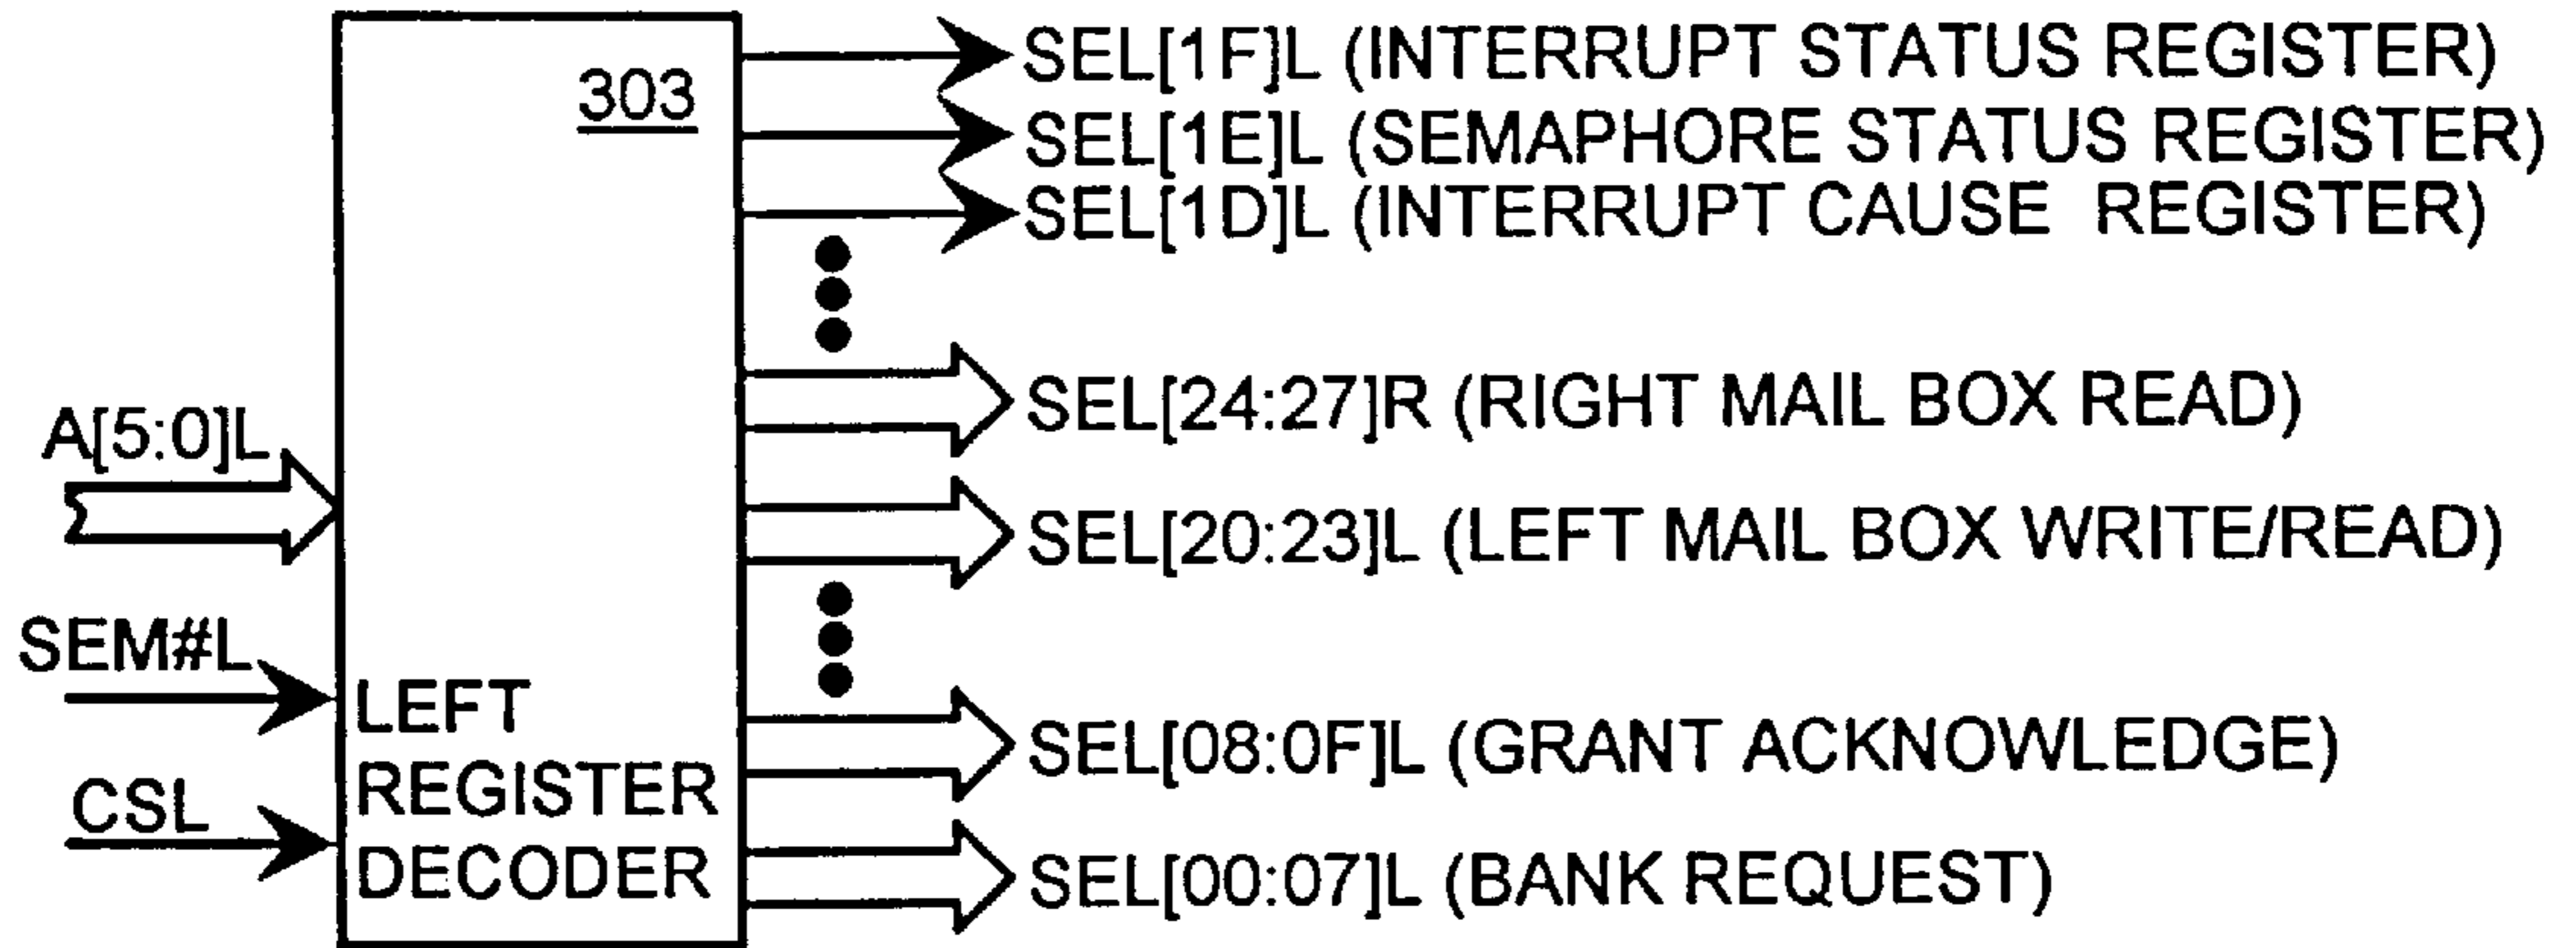 303
SEL[1F]L (INTERRUPT STATUS REGISTER)
SEL[1E]L (SEMAPHORE STATUS REGISTER)
SEL[1D]L (INTERRUPT CAUSE REGISTER)
SEL[24:27]R (RIGHT MAIL BOX READ)
A[5:0]L
SEL[20:23]L (LEFT MAIL BOX WRITE/READ)
SEM#L
LEFT
REGISTER
DECODER
CSL
SEL[08:0F]L (GRANT ACKNOWLEDGE)
SEL[00:07]L (BANK REQUEST)